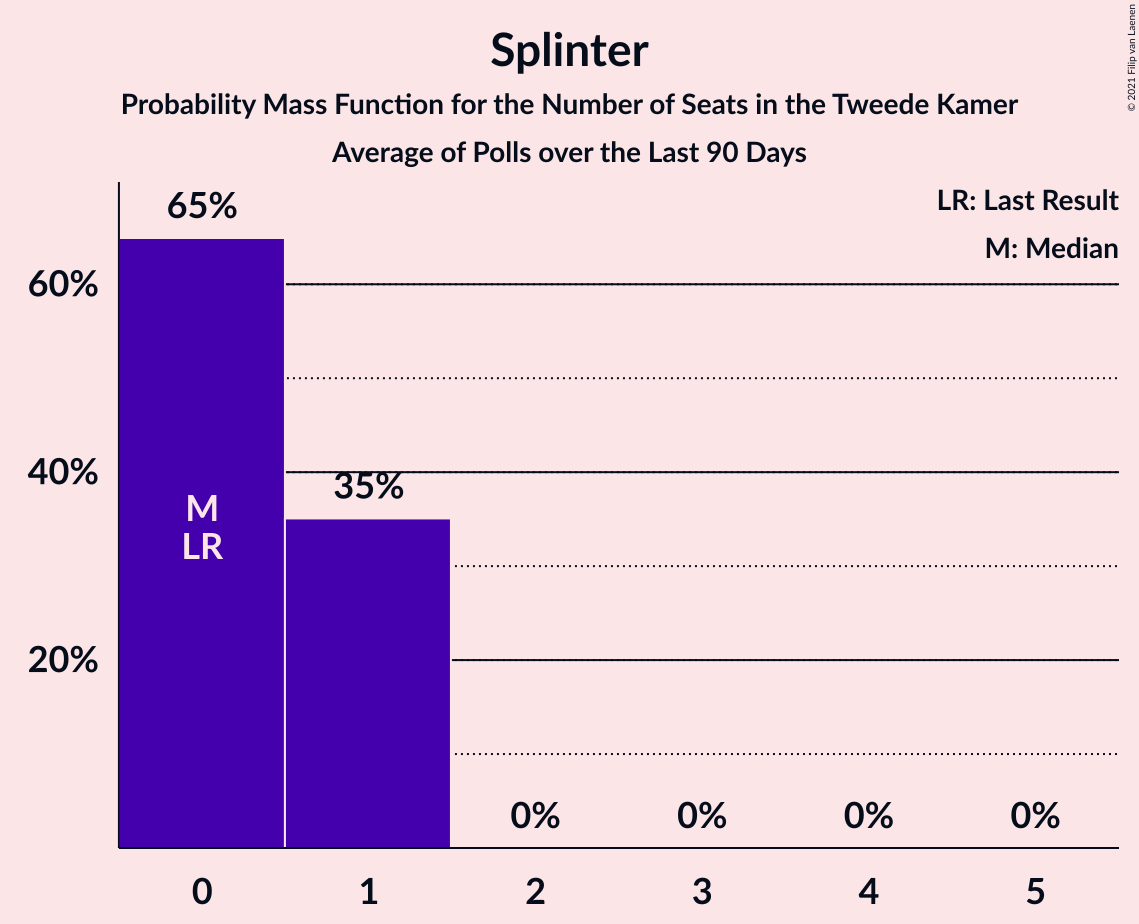 Splinter
Probability Mass Function for the Number of Seats in the Tweede Kamer
Average of Polls over the Last 90 Days
© 2021 Filip van Laenen
LR: Last Result
M: Median
65%
60%
40%
35%
M
LR
20%
0%
0%
0%
0%
0
1
2
3
4
5